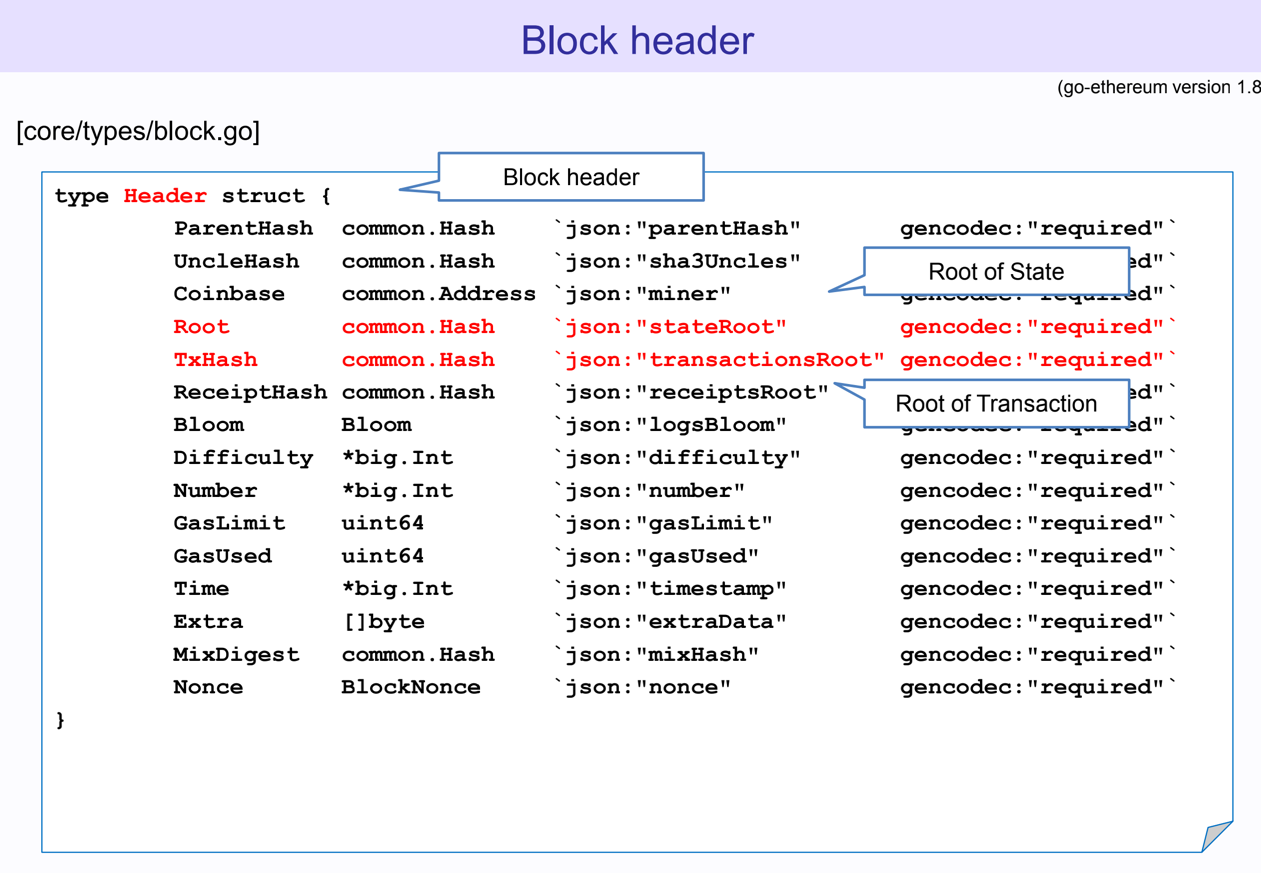 Block header
(go-ethereum version 1.8
[core/types/block.go]
Block header
type Header struct {
ParentHash common.Hash `json:"parentHash" gencodec:"required"`
UncleHash common.Hash `json:"sha3Uncles" ed"`
Root of State
Coinbase common.Address `json:"miner" gencodec:"required"`
Root common.Hash `json:"stateRoot" gencodec:"required"`
TxHash common.Hash `json:"transactionsRoot" gencodec:"required"`
ReceiptHash common.Hash `json:"receiptsRoot" ed"`
Root of Transaction
Bloom Bloom `json:"logsBloom" gencodec:"required"`
Difficulty *big.Int `json:"difficulty" gencodec:"required"`
Number *big.Int `json:"number" gencodec:"required"`
GasLimit uint64 `json:"gasLimit" gencodec:"required"`
GasUsed uint64 `json:"gasUsed" gencodec:"required"`
Time *big.Int `json:"timestamp" gencodec:"required"`
Extra []byte `json:"extraData" gencodec:"required"`
MixDigest common.Hash `json:"mixHash" gencodec:"required"`
Nonce BlockNonce `json:"nonce" gencodec:"required"`
}